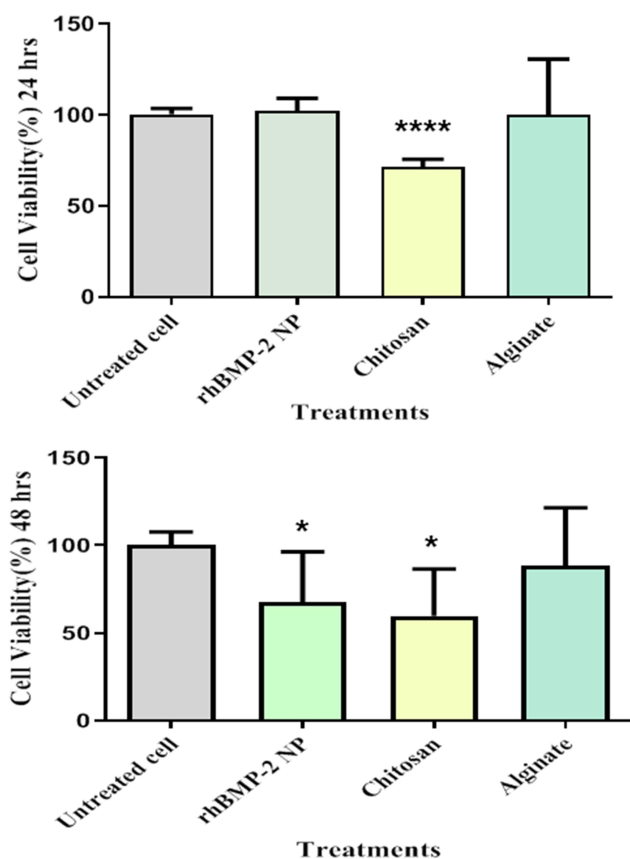 Cell Viability(%) 24 hrs
150
100
50
0
****
Untreated cell
rhBMP-2 NP
Chitosan
Alginate
Treatments
Cell Viability(%) 48 hrs
150
100
50
0
*
*
Untreated cell
rhBMP-2 NP
Chitosan
Alginate
Treatments